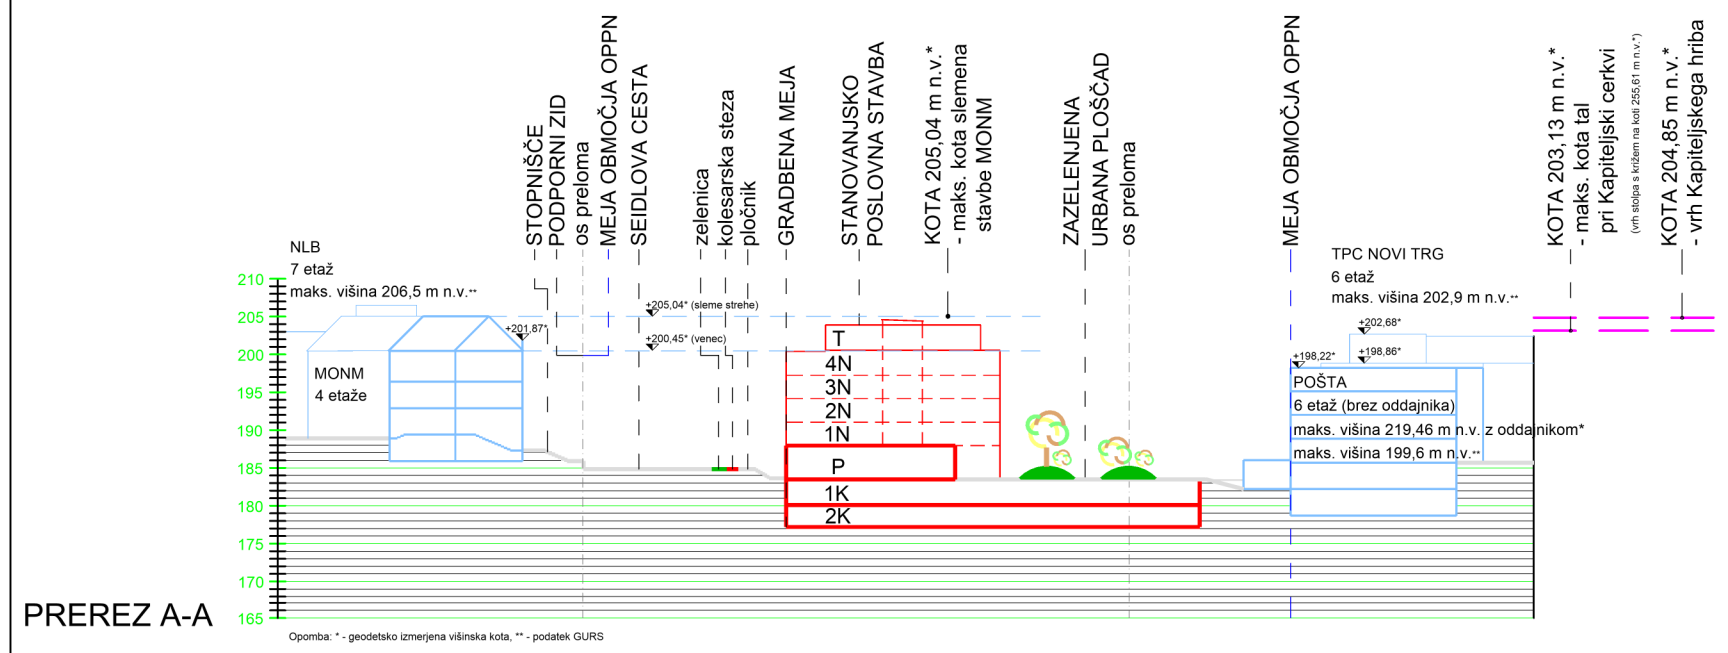 STOPNIŠČE
PODPORNI ZID
os preloma
MEJA OBMOČJA OPPN
SEIDLOVA CESTA
zelenica
kolesarska steza
pločnik
GRADBENA MEJA
STANOVANJSKO
POSLOVNA STAVBA
KOTA 205,04 m n.v.*
- maks. kota slemena
stavbe MONM
ZAZELENJENA
URBANA PLOŠČAD
os preloma
MEJA OBMOČJA OPPN
KOTA 203,13 m n.v.*
- maks. kota tal
pri Kapiteljski cerkvi
(vrh stolpa s križem na koti 255,61 m n.v.*)
KOTA 204,85 m n.v.*
- vrh Kapiteljskega hriba
NLB
7 etaž
maks. višina 206,5 m n.v.**
TPC NOVI TRG
6 etaž
maks. višina 202,9 m n.v.**
210
205
200
195
190
185
180
175
170
165
+201,87*
+205,04* (sleme strehe)
+200,45* (venec)
MONM
4 etaže
T
4N
3N
2N
1N
P
1K
2K
+202,68*
+198,86*
+198,22*
POŠTA
6 etaž (brez oddajnika)
maks. višina 219,46 m n.v. z oddajnikom*
maks. višina 199,6 m n.v.**
PREREZ A-A
Opomba: * - geodetsko izmerjena višinska kota, ** - podatek GURS